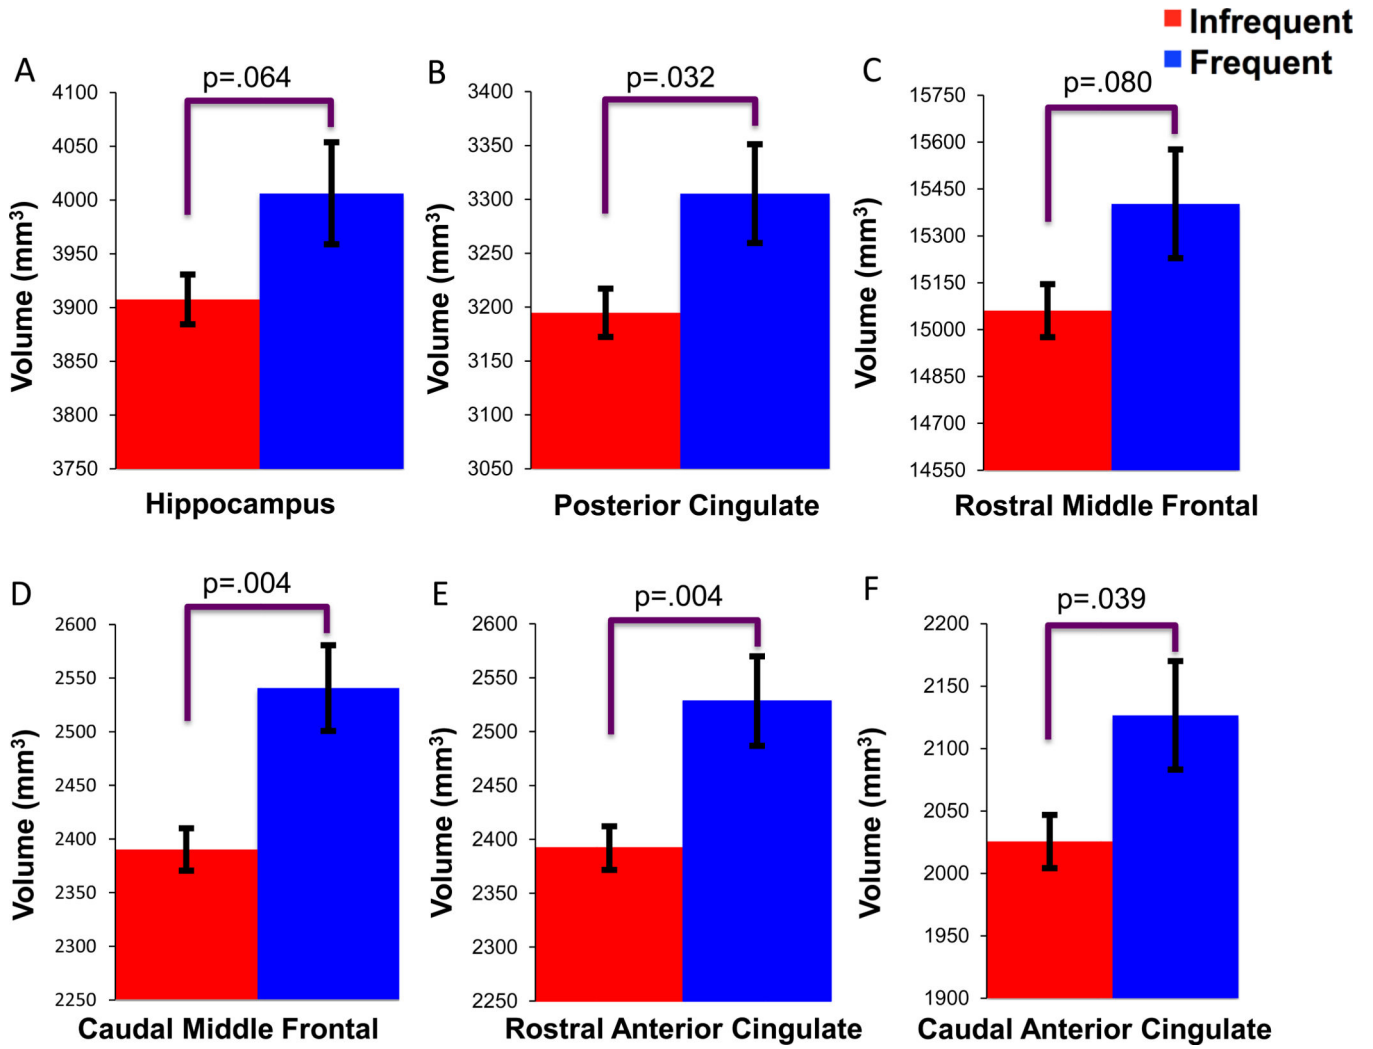 Infrequent
Frequent
A
p=.064
4100
4050
4000
3950
3900
3850
3800
3750
Volume (mm³)
Hippocampus
B
p=.032
3400
3350
3300
3250
3200
3150
3100
3050
Volume (mm³)
Posterior Cingulate
C
p=.080
15750
15600
15450
15300
15150
15000
14850
14700
14550
Volume (mm³)
Rostral Middle Frontal
D
p=.004
2600
2550
2500
2450
2400
2350
2300
2250
Volume (mm³)
Caudal Middle Frontal
E
p=.004
2600
2550
2500
2450
2400
2350
2300
2250
Volume (mm³)
Rostral Anterior Cingulate
F
p=.039
2200
2150
2100
2050
2000
1950
1900
Volume (mm³)
Caudal Anterior Cingulate